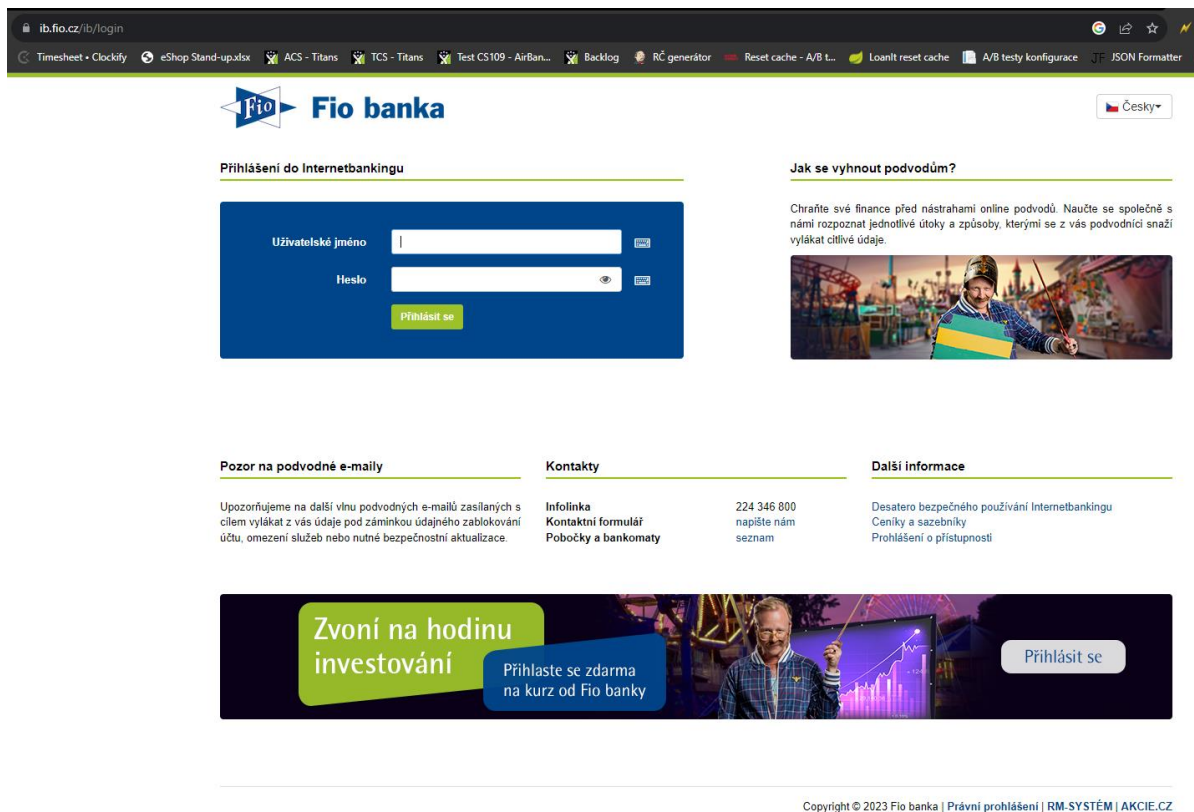 ib.fio.cz/ib/login
Timesheet • Clockify eShop Stand-up.xlsx ACS - Titans TCS - Titans Test CS109 - AirBan... Backlog RČ generátor Reset cache - A/B t... LoanIt reset cache A/B testy konfigurace JF JSON Formatter
Fio Fio banka
Česky
Přihlášení do Internetbankingu
Uživatelské jméno
Heslo
Přihlásit se
Jak se vyhnout podvodům?
Chraňte své finance před nástrahami online podvodů. Naučte se společně s
námi rozpoznat jednotlivé útoky a způsoby, kterými se z vás podvodníci snaží
vylákat citlivé údaje.
Pozor na podvodné e-maily
Upozorňujeme na další vlnu podvodných e-mailů zasílaných s
cílem vylákat z vás údaje pod záminkou údajného zablokování
účtu, omezení služeb nebo nutné bezpečnostní aktualizace.
Kontakty
Infolinka 224 346 800
Kontaktní formulář napište nám
Pobočky a bankomaty seznam
Další informace
Desatero bezpečného používání Internetbankingu
Ceníky a sazebníky
Prohlášení o přístupnosti
Zvoní na hodinu
investování
Přihlaste se zdarma
na kurz od Fio banky
Přihlásit se
Copyright © 2023 Fio banka | Právní prohlášení | RM-SYSTÉM | AKCIE.CZ